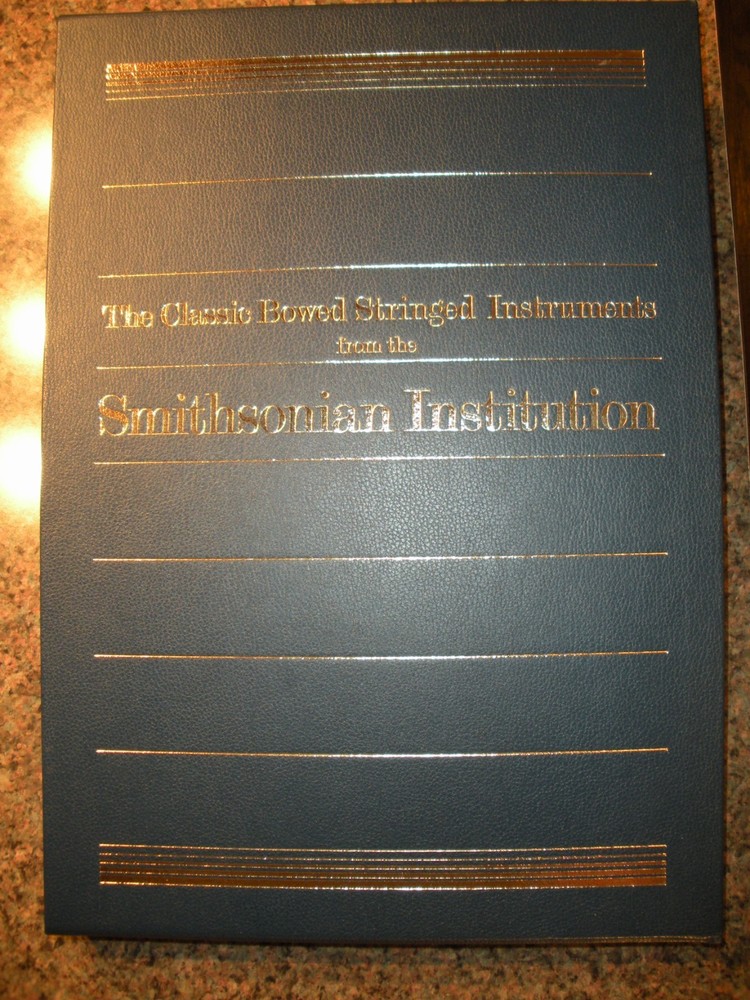 The Classic Bowed Stringed Instruments
from the
Smithsonian Institution